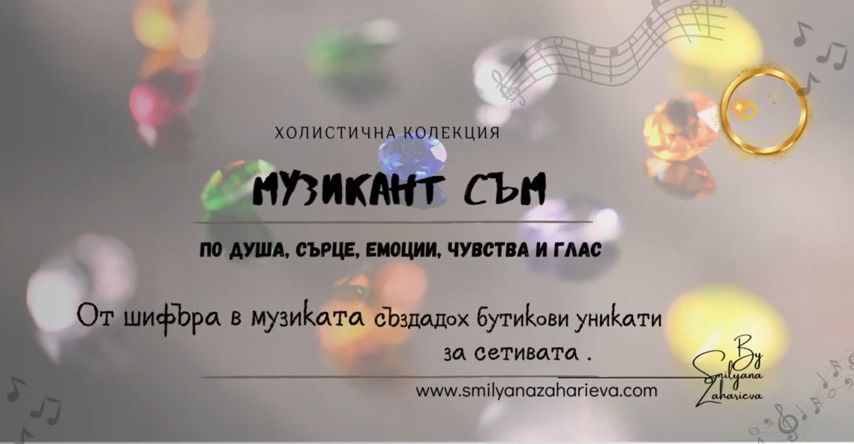 ХОЛИСТИЧНА КОЛЕКЦИЯ
МУЗИКАНТ СЪМ
ПО ДУША, СЪРЦЕ, ЕМОЦИИ, ЧУВСТВА И ГЛАС
От шифъра в музиката създадох бутикови уникати
за сетивата .
www.smilyanazaharieva.com
By
Smilyana
Zaharieva